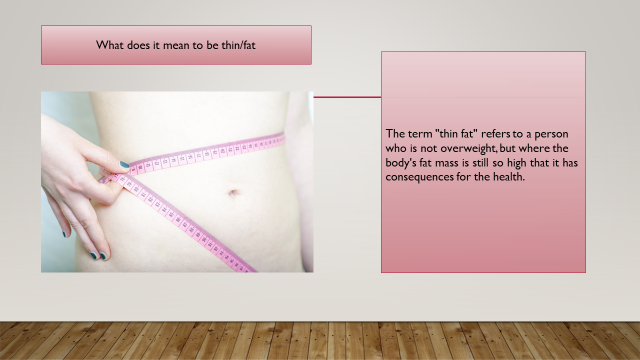 What does it mean to be thin/fat
The term "thin fat" refers to a person
who is not overweight, but where the
body's fat mass is still so high that it has
consequences for the health.